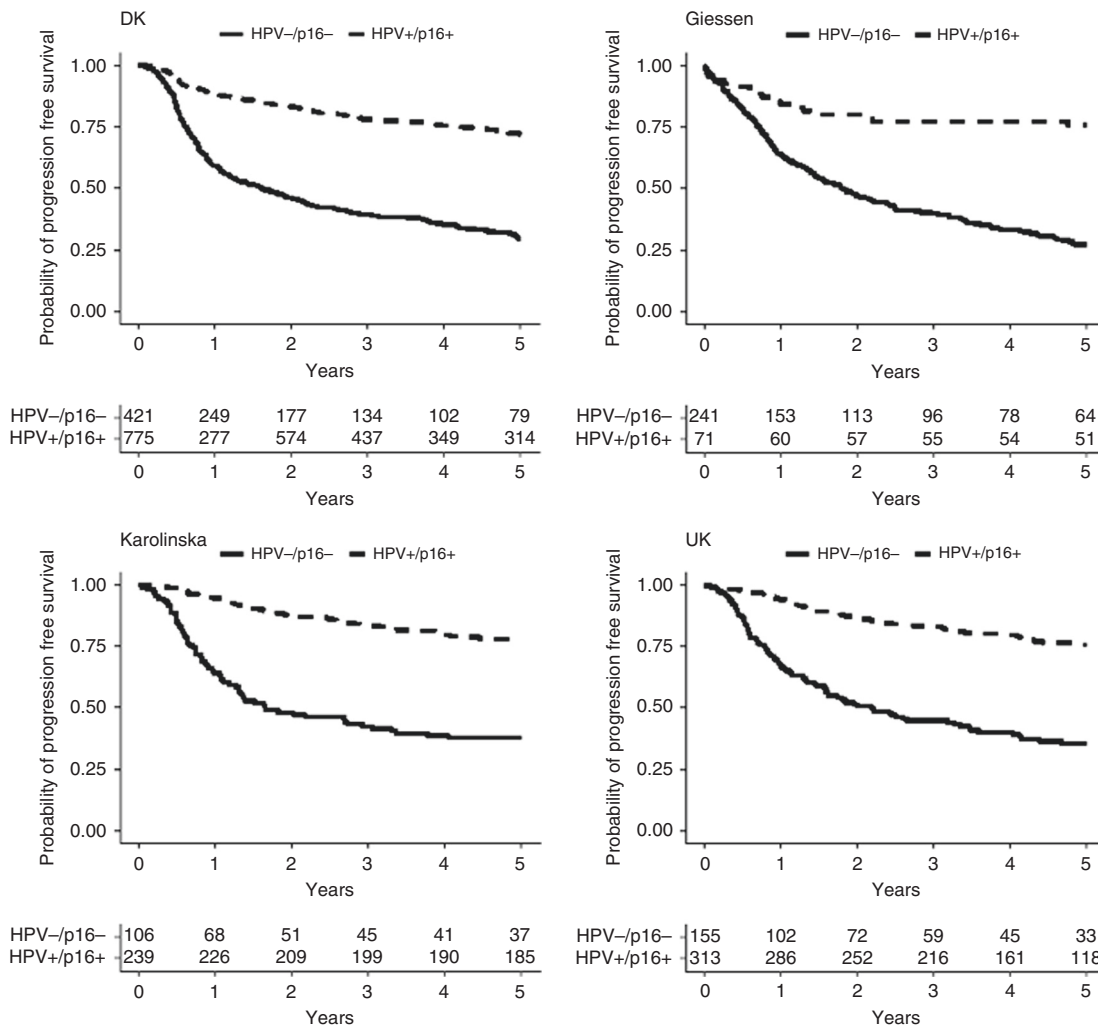 DK
HPV–/p16– HPV+/p16+
Probability of progression free survival
1.00
0.75
0.50
0.25
0.00
0 1 2 3 4 5
Years
HPV–/p16– 421 249 177 134 102 79
HPV+/p16+ 775 277 574 437 349 314
0 1 2 3 4 5
Years
Giessen
HPV–/p16– HPV+/p16+
Probability of progression free survival
1.00
0.75
0.50
0.25
0.00
0 1 2 3 4 5
Years
HPV–/p16– 241 153 113 96 78 64
HPV+/p16+ 71 60 57 55 54 51
0 1 2 3 4 5
Years
Karolinska
HPV–/p16– HPV+/p16+
Probability of progression free survival
1.00
0.75
0.50
0.25
0.00
0 1 2 3 4 5
Years
HPV–/p16– 106 68 51 45 41 37
HPV+/p16+ 239 226 209 199 190 185
0 1 2 3 4 5
Years
UK
HPV–/p16– HPV+/p16+
Probability of progression free survival
1.00
0.75
0.50
0.25
0.00
0 1 2 3 4 5
Years
HPV–/p16– 155 102 72 59 45 33
HPV+/p16+ 313 286 252 216 161 118
0 1 2 3 4 5
Years